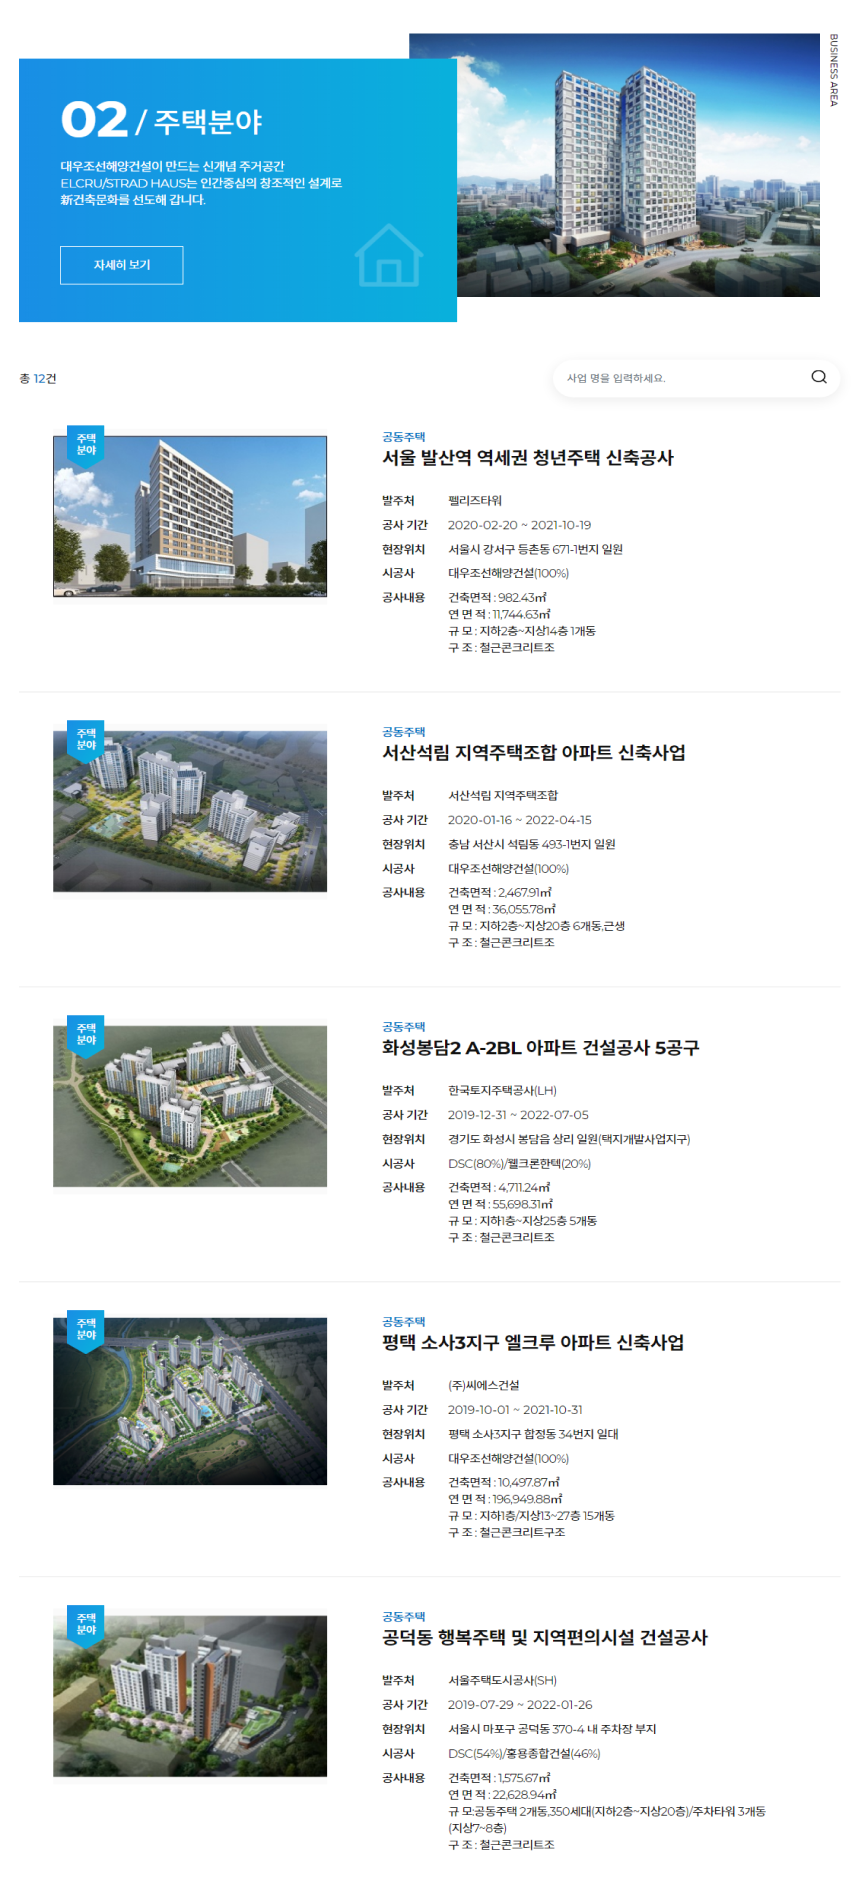 BUSINESS AREA
02 / 주택분야
대우조선해양건설이 만드는 신개념 주거공간
ELCRU/STRAD HAUS는 인간중심의 창조적인 설계로
新건축문화를 선도해 갑니다.
자세히 보기
총 12건
사업 명을 입력하세요.
주택
분야
공동주택
서울 발산역 역세권 청년주택 신축공사
발주처 펠리즈타워
공사 기간 2020-02-20 ~ 2021-10-19
현장위치 서울시 강서구 등촌동 671-1번지 일원
시공사 대우조선해양건설(100%)
공사내용 건축면적 : 982.43㎡
연 면 적 : 11,744.63㎡
규 모 : 지하2층~지상14층 1개동
구 조 : 철근콘크리트조
주택
분야
공동주택
서산석림 지역주택조합 아파트 신축사업
발주처 서산석림 지역주택조합
공사 기간 2020-01-16 ~ 2022-04-15
현장위치 충남 서산시 석림동 493-1번지 일원
시공사 대우조선해양건설(100%)
공사내용 건축면적 : 2,467.91㎡
연 면 적 : 36,055.78㎡
규 모 : 지하2층~지상20층 6개동,근생
구 조 : 철근콘크리트조
주택
분야
공동주택
화성봉담2 A-2BL 아파트 건설공사 5공구
발주처 한국토지주택공사(LH)
공사 기간 2019-12-31 ~ 2022-07-05
현장위치 경기도 화성시 봉담읍 상리 일원(택지개발사업지구)
시공사 DSC(80%)/웰크론한텍(20%)
공사내용 건축면적 : 4,711.24㎡
연 면 적 : 55,698.31㎡
규 모 : 지하1층~지상25층 5개동
구 조 : 철근콘크리트조
주택
분야
공동주택
평택 소사3지구 엘크루 아파트 신축사업
발주처 (주)씨에스건설
공사 기간 2019-10-01 ~ 2021-10-31
현장위치 평택 소사3지구 합정동 34번지 일대
시공사 대우조선해양건설(100%)
공사내용 건축면적 : 10,497.87㎡
연 면 적 : 196,949.88㎡
규 모 : 지하1층/지상13~27층 15개동
구 조 : 철근콘크리트구조
주택
분야
공동주택
공덕동 행복주택 및 지역편의시설 건설공사
발주처 서울주택도시공사(SH)
공사 기간 2019-07-29 ~ 2022-01-26
현장위치 서울시 마포구 공덕동 370-4 내 주차장 부지
시공사 DSC(54%)/홍용종합건설(46%)
공사내용 건축면적 : 1,575.67㎡
연 면 적 : 22,628.94㎡
규 모:공동주택 2개동,350세대(지하2층~지상20층)/주차타워 3개동
(지상7~8층)
구 조 : 철근콘크리트조